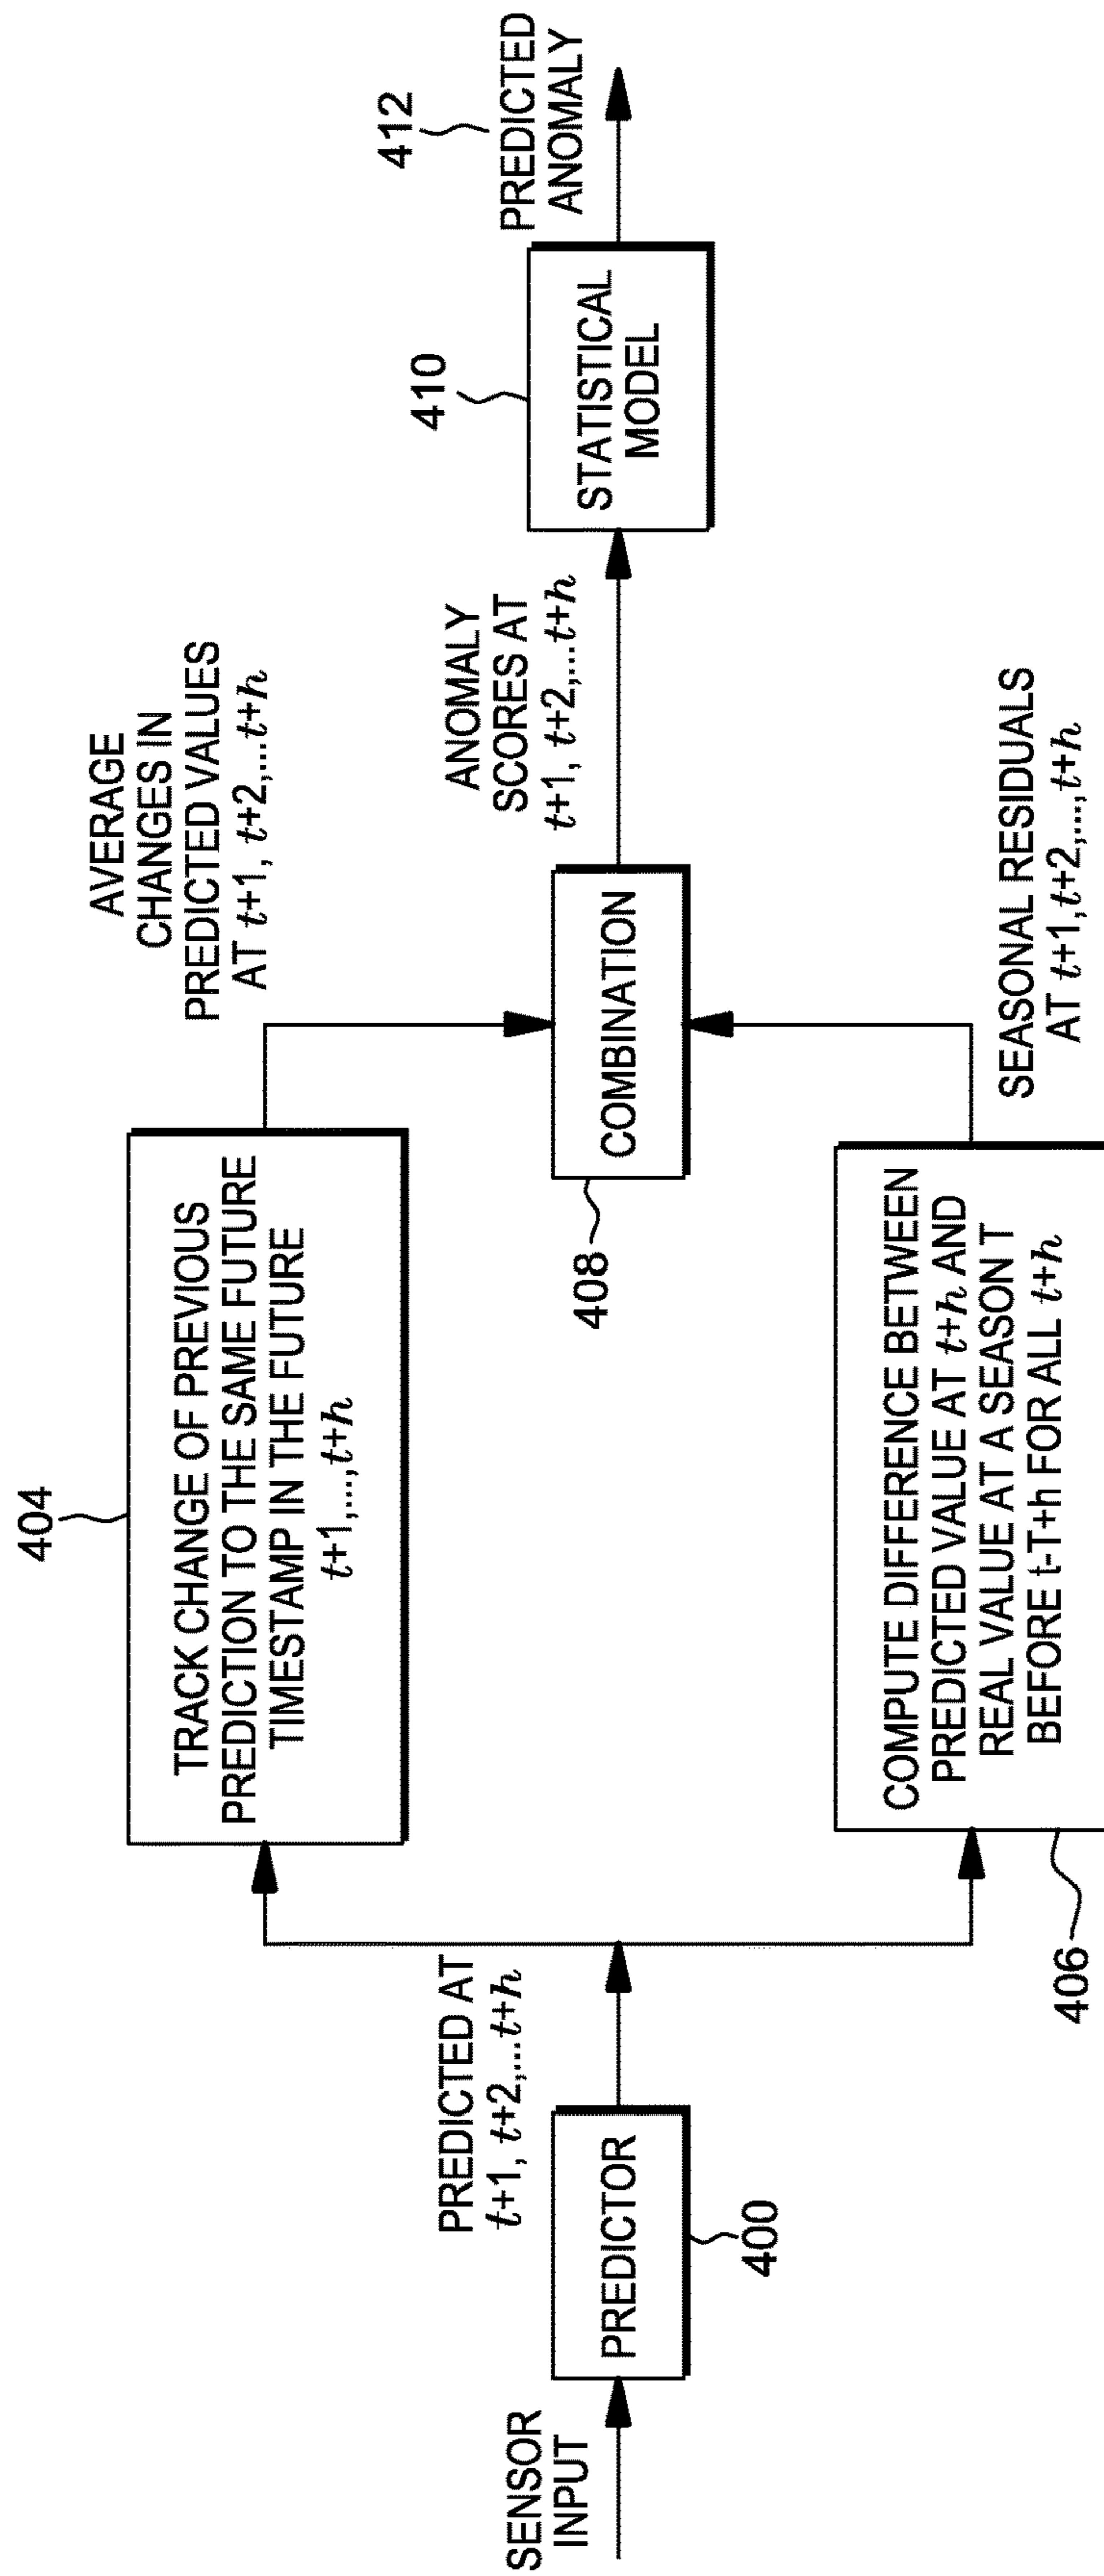 SENSOR
INPUT
PREDICTOR
400
PREDICTED AT
t+1, t+2,...t+h
404
TRACK CHANGE OF PREVIOUS
PREDICTION TO THE SAME FUTURE
TIMESTAMP IN THE FUTURE
t+1,...,t+h
COMPUTE DIFFERENCE BETWEEN
PREDICTED VALUE AT t+h AND
REAL VALUE AT A SEASON T
BEFORE t-T+h FOR ALL t+h
406
AVERAGE
CHANGES IN
PREDICTED VALUES
AT t+1, t+2,...t+h
COMBINATION
408
SEASONAL RESIDUALS
AT t+1,t+2,...,t+h
ANOMALY
SCORES AT
t+1, t+2,...t+h
410
STATISTICAL
MODEL
412
PREDICTED
ANOMALY